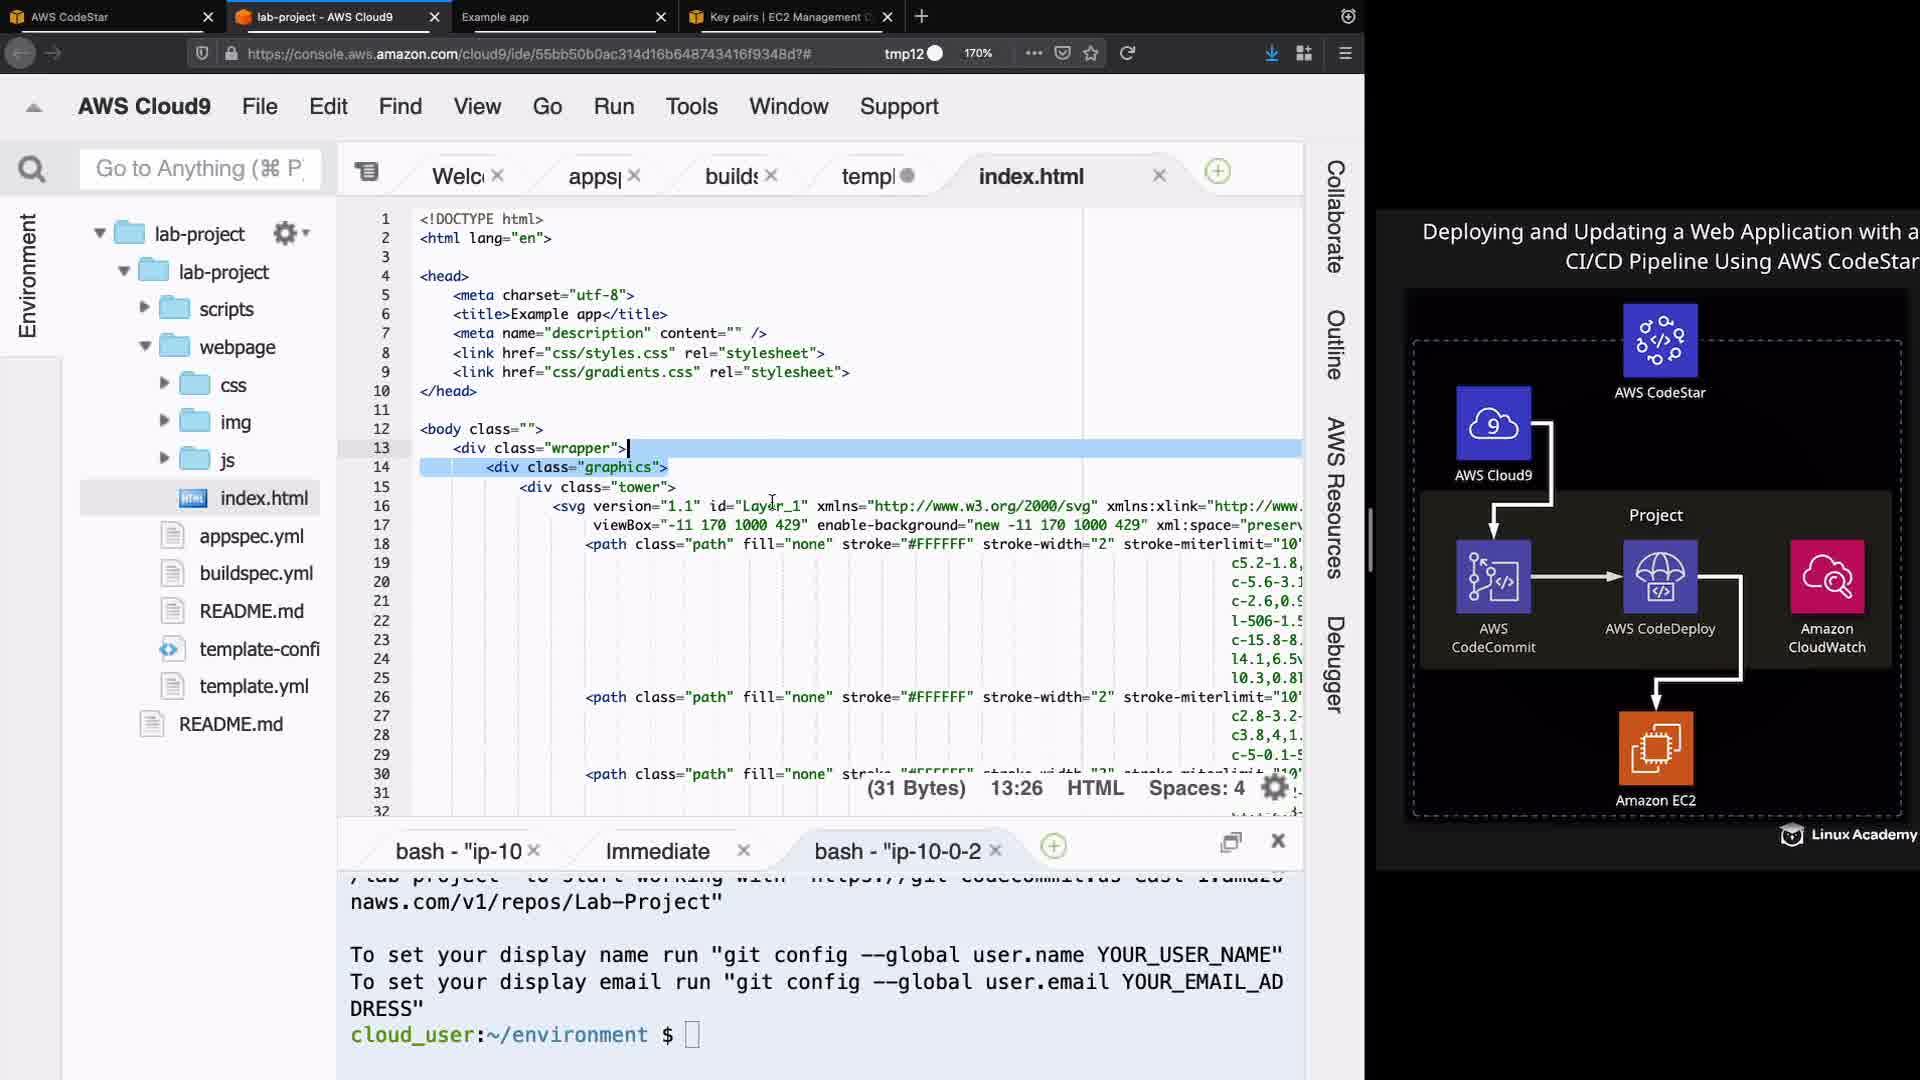 AWS CodeStar
lab-project - AWS Cloud9
Example app
Key pairs | EC2 Management
https://console.aws.amazon.com/cloud9/ide/55bb50b0ac314d16b648743416f9348d?#
tmp12
170%
AWS Cloud9
File
Edit
Find
View
Go
Run
Tools
Window
Support
Go to Anything (⌘ P)
Welc
apps
builds
templ
index.html
Environment
lab-project
lab-project
scripts
webpage
css
img
js
index.html
appspec.yml
buildspec.yml
README.md
template-confi
template.yml
README.md
1 <!DOCTYPE html>
2 <html lang="en">
3
4 <head>
5 <meta charset="utf-8">
6 <title>Example app</title>
7 <meta name="description" content="" />
8 <link href="css/styles.css" rel="stylesheet">
9 <link href="css/gradients.css" rel="stylesheet">
10 </head>
11
12 <body class="">
13 <div class="wrapper">
14 <div class="graphics">
15 <div class="tower">
16 <svg version="1.1" id="Layer_1" xmlns="http://www.w3.org/2000/svg" xmlns:xlink="http://www.
17 viewBox="-11 170 1000 429" enable-background="new -11 170 1000 429" xml:space="preserv
18 <path class="path" fill="none" stroke="#FFFFFF" stroke-width="2" stroke-miterlimit="10"
19 c5.2-1.8,
20 c-5.6-3.1
21 c-2.6,0.9
22 l-506-1.5
23 c-15.8-8.
24 l4.1,6.5v
25 l0.3,0.8l
26 <path class="path" fill="none" stroke="#FFFFFF" stroke-width="2" stroke-miterlimit="10"
27 c2.8-3.2-
28 c3.8,4,1.
29 c-5-0.1-5
30 <path class="path" fill="none"
31
32
(31 Bytes) 13:26 HTML Spaces: 4
Collaborate
Outline
AWS Resources
Debugger
bash - "ip-10
Immediate
bash - "ip-10-0-2
naws.com/v1/repos/Lab-Project"
To set your display name run "git config --global user.name YOUR_USER_NAME"
To set your display email run "git config --global user.email YOUR_EMAIL_AD
DRESS"
cloud_user:~/environment $
Deploying and Updating a Web Application with a
CI/CD Pipeline Using AWS CodeStar
AWS CodeStar
9
AWS Cloud9
Project
AWS
CodeCommit
AWS CodeDeploy
Amazon
CloudWatch
Amazon EC2
Linux Academy